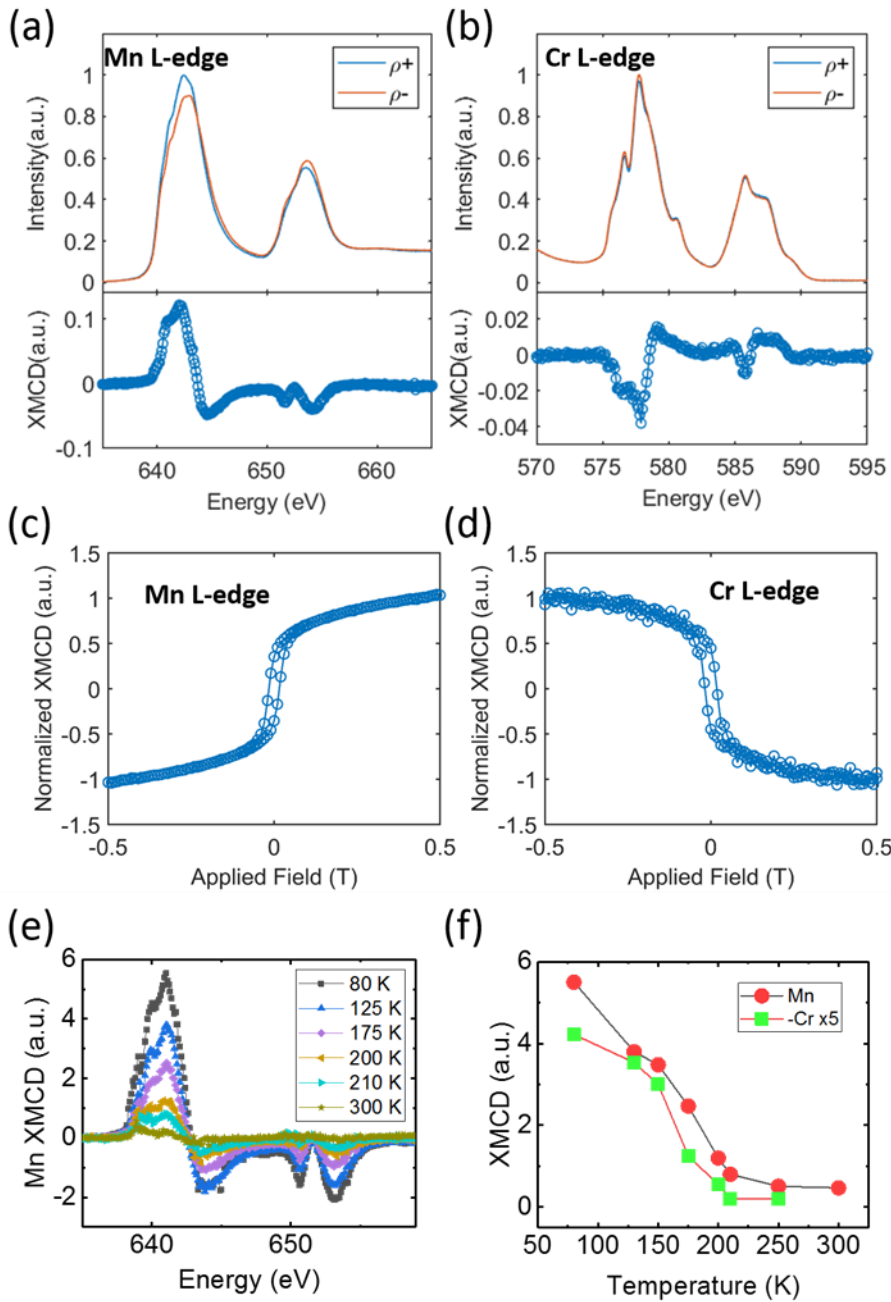 (a)
Mn L-edge
ρ+
ρ-
1
0.8
0.6
0.4
0.2
0
Intensity(a.u.)
0.1
0
-0.1
XMCD(a.u.)
640
650
660
Energy (eV)
(b)
Cr L-edge
ρ+
ρ-
1
0.8
0.6
0.4
0.2
0
Intensity(a.u.)
0.02
0
-0.02
-0.04
XMCD(a.u.)
570
575
580
585
590
595
Energy (eV)
(c)
Mn L-edge
1.5
1
0.5
0
-0.5
-1
-1.5
Normalized XMCD (a.u.)
-0.5
0
0.5
Applied Field (T)
(d)
Cr L-edge
1.5
1
0.5
0
-0.5
-1
-1.5
Normalized XMCD (a.u.)
-0.5
0
0.5
Applied Field (T)
(e)
80 K
125 K
175 K
200 K
210 K
300 K
6
4
2
0
-2
Mn XMCD (a.u.)
640
650
Energy (eV)
(f)
Mn
-Cr x5
6
4
2
0
XMCD (a.u.)
50
100
150
200
250
300
Temperature (K)